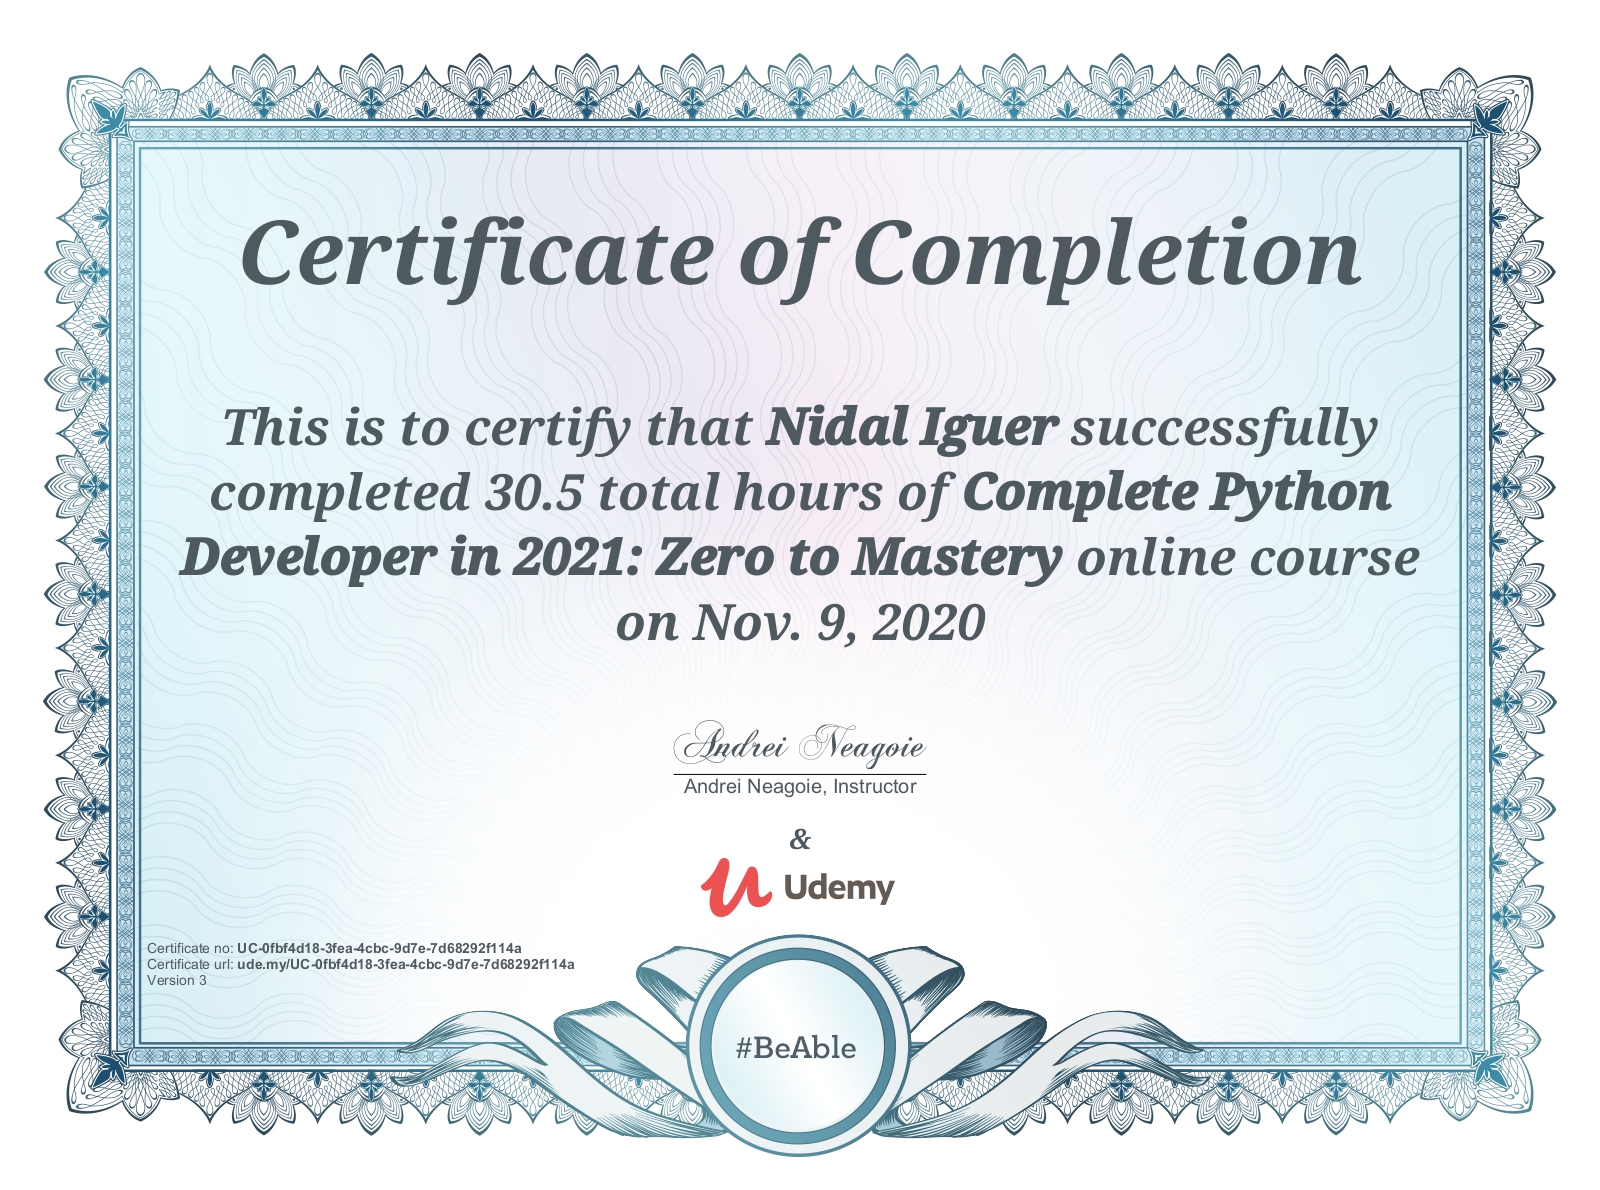 Certificate of Completion
This is to certify that Nidal Iguer successfully
completed 30.5 total hours of Complete Python
Developer in 2021: Zero to Mastery online course
on Nov. 9, 2020
Andrei Neagoie
Andrei Neagoie, Instructor
&
Udemy
Certificate no: UC-0fbf4d18-3fea-4cbc-9d7e-7d68292f114a
Certificate url: ude.my/UC-0fbf4d18-3fea-4cbc-9d7e-7d68292f114a
Version 3
#BeAble